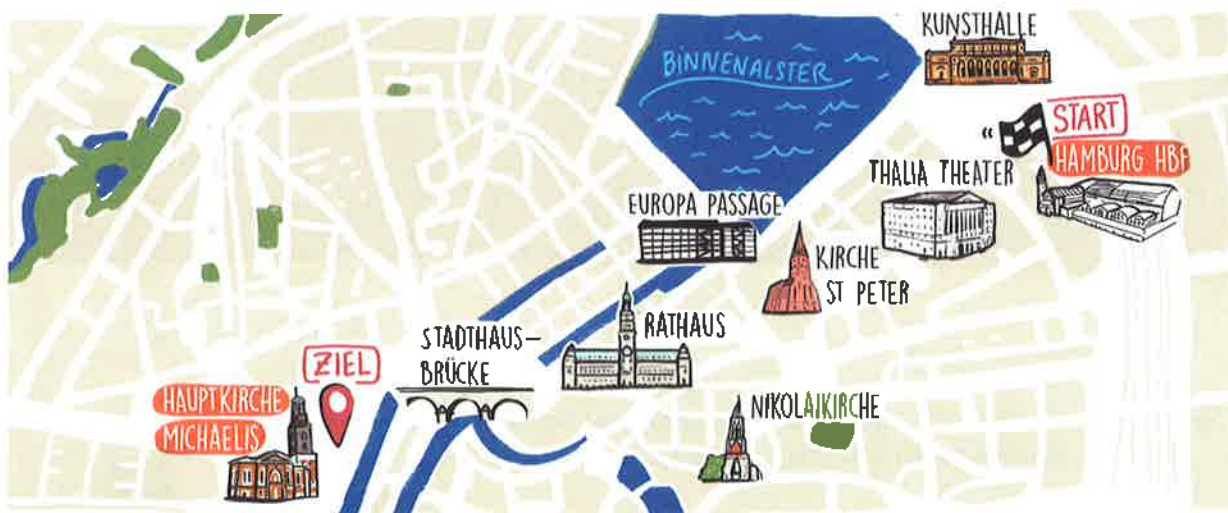 KUNSTHALLE
BINNENALSTER
START
HAMBURG HBF
THALIA THEATER
EUROPA PASSAGE
KIRCHE
ST PETER
RATHAUS
STADTHAUS-
BRÜCKE
ZIEL
HAUPTKIRCHE
MICHAELIS
NIKOLAIKIRCHE